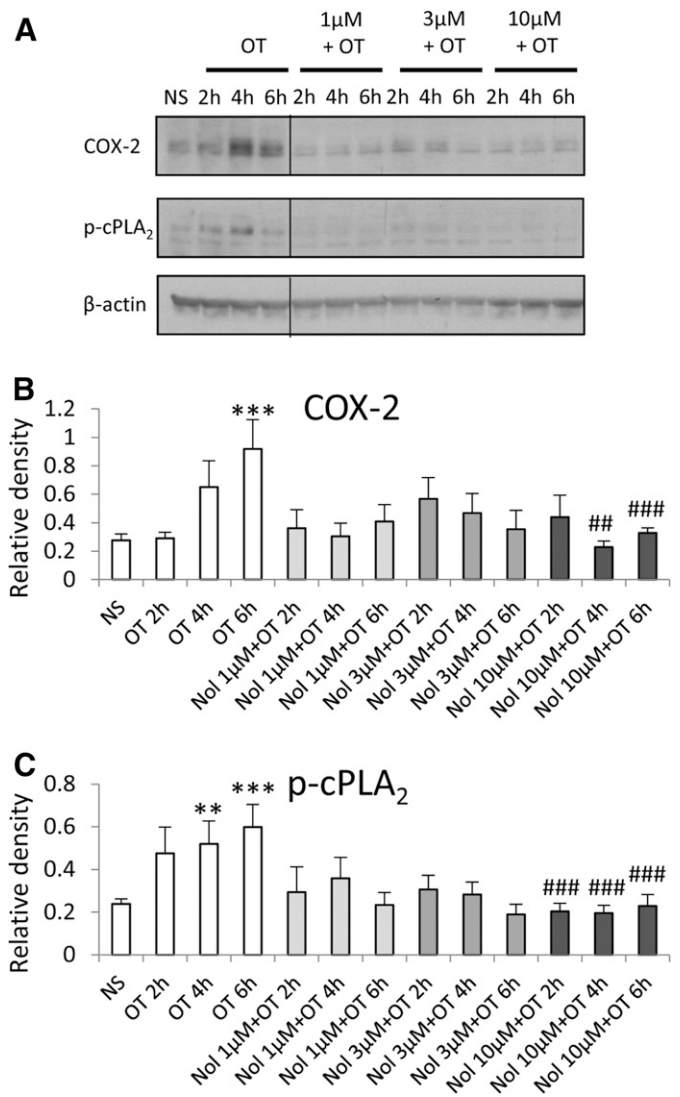 A
OT
1µM + OT
3µM + OT
10µM + OT
NS 2h 4h 6h 2h 4h 6h 2h 4h 6h 2h 4h 6h
COX-2
p-cPLA2
β-actin
B
COX-2
Relative density
1.2
1
0.8
0.6
0.4
0.2
0
***
##
###
NS
OT 2h
OT 4h
OT 6h
Nol 1µM+OT 2h
Nol 1µM+OT 4h
Nol 1µM+OT 6h
Nol 3µM+OT 2h
Nol 3µM+OT 4h
Nol 3µM+OT 6h
Nol 10µM+OT 2h
Nol 10µM+OT 4h
Nol 10µM+OT 6h
C
p-cPLA2
Relative density
0.8
0.6
0.4
0.2
0
**
***
###
###
###
NS
OT 2h
OT 4h
OT 6h
Nol 1µM+OT 2h
Nol 1µM+OT 4h
Nol 1µM+OT 6h
Nol 3µM+OT 2h
Nol 3µM+OT 4h
Nol 3µM+OT 6h
Nol 10µM+OT 2h
Nol 10µM+OT 4h
Nol 10µM+OT 6h